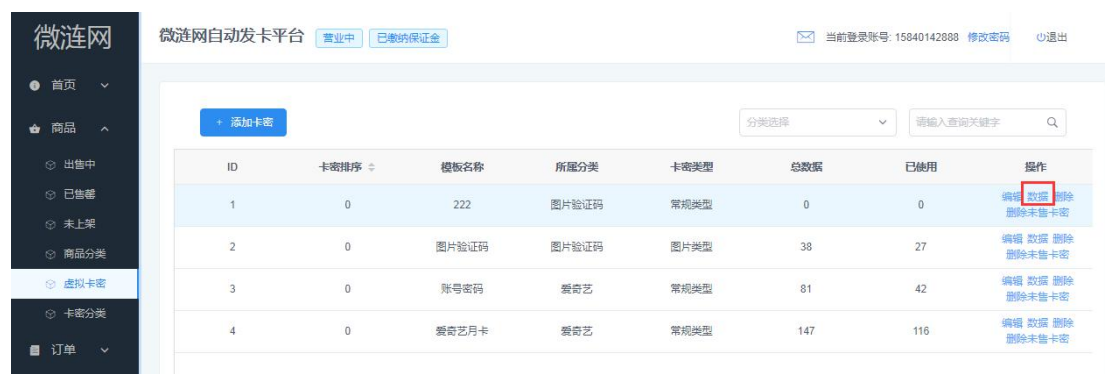 微涟网
微涟网自动发卡平台 营业中 已缴纳保证金
当前登录账号: 15840142888 修改密码 退出
首页
商品
出售中
已售罄
未上架
商品分类
虚拟卡密
卡密分类
订单
+ 添加卡密
分类选择
请输入查询关键字
ID 卡密排序 模板名称 所属分类 卡密类型 总数据 已使用 操作
1 0 222 图片验证码 常规类型 0 0 编辑 数据 删除
删除未售卡密
2 0 图片验证码 图片验证码 图片类型 38 27 编辑 数据 删除
删除未售卡密
3 0 账号密码 爱奇艺 常规类型 81 42 编辑 数据 删除
删除未售卡密
4 0 爱奇艺月卡 爱奇艺 常规类型 147 116 编辑 数据 删除
删除未售卡密